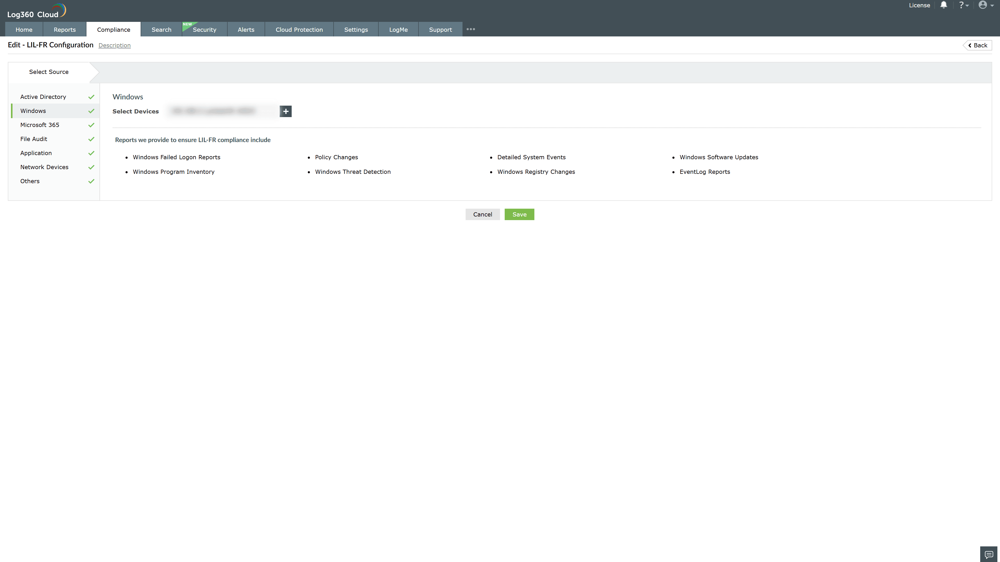 License
?
Log360 Cloud
Home Reports Compliance Search NEW Security Alerts Cloud Protection Settings LogMe Support
Edit - LIL-FR Configuration Description
Back
Select Source
Active Directory
Windows
Microsoft 365
File Audit
Application
Network Devices
Others
Windows
Select Devices
Reports we provide to ensure LIL-FR compliance include
• Windows Failed Logon Reports • Policy Changes • Detailed System Events • Windows Software Updates
• Windows Program Inventory • Windows Threat Detection • Windows Registry Changes • EventLog Reports
Cancel Save